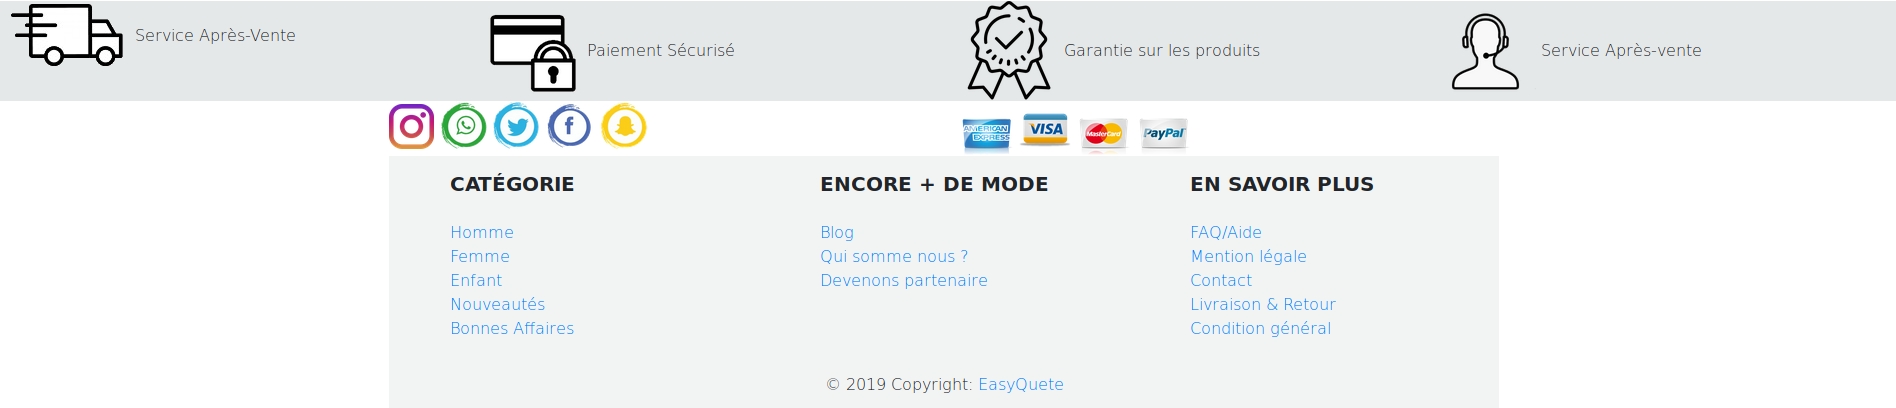 Service Après-Vente
Paiement Sécurisé
Garantie sur les produits
Service Après-vente
AMERICAN EXPRESS
VISA
MasterCard
PayPal
CATÉGORIE
Homme
Femme
Enfant
Nouveautés
Bonnes Affaires
ENCORE + DE MODE
Blog
Qui somme nous ?
Devenons partenaire
EN SAVOIR PLUS
FAQ/Aide
Mention légale
Contact
Livraison & Retour
Condition général
© 2019 Copyright: EasyQuete